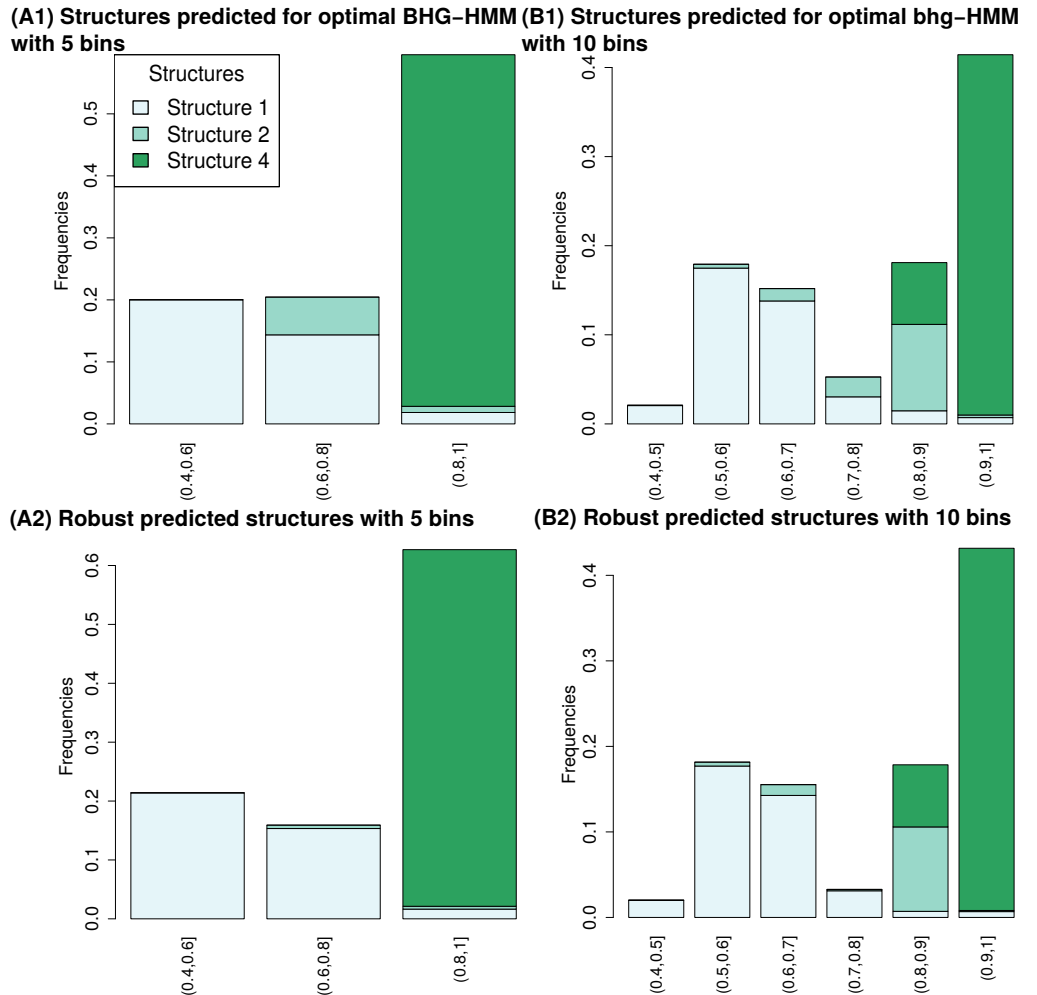 (A1) Structures predicted for optimal BHG−HMM
with 5 bins
Structures
Structure 1
Structure 2
Structure 4
Frequencies
0.0
0.1
0.2
0.3
0.4
0.5
(0.4,0.6]
(0.6,0.8]
(0.8,1]
(B1) Structures predicted for optimal bhg−HMM
with 10 bins
Frequencies
0.0
0.1
0.2
0.3
0.4
(0.4,0.5]
(0.5,0.6]
(0.6,0.7]
(0.7,0.8]
(0.8,0.9]
(0.9,1]
(A2) Robust predicted structures with 5 bins
Frequencies
0.0
0.1
0.2
0.3
0.4
0.5
0.6
(0.4,0.6]
(0.6,0.8]
(0.8,1]
(B2) Robust predicted structures with 10 bins
Frequencies
0.0
0.1
0.2
0.3
0.4
(0.4,0.5]
(0.5,0.6]
(0.6,0.7]
(0.7,0.8]
(0.8,0.9]
(0.9,1]